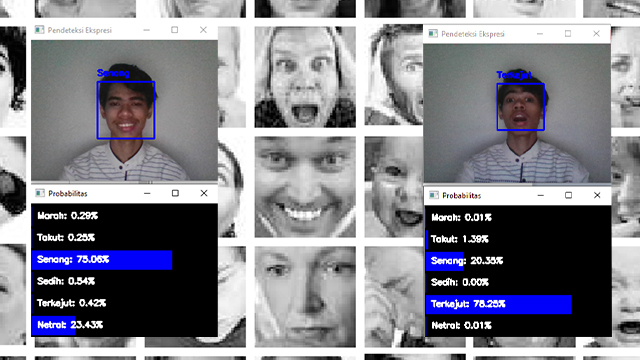 Pendeteksi Ekspresi
Senang
Probabilitas
Marah: 0.29%
Takut: 0.25%
Senang: 75.06%
Sedih: 0.54%
Terkejut: 0.42%
Netral: 23.43%
Pendeteksi Ekspresi
Terkejut
Probabilitas
Marah: 0.01%
Takut: 1.39%
Senang: 20.35%
Sedih: 0.00%
Terkejut: 78.25%
Netral: 0.01%